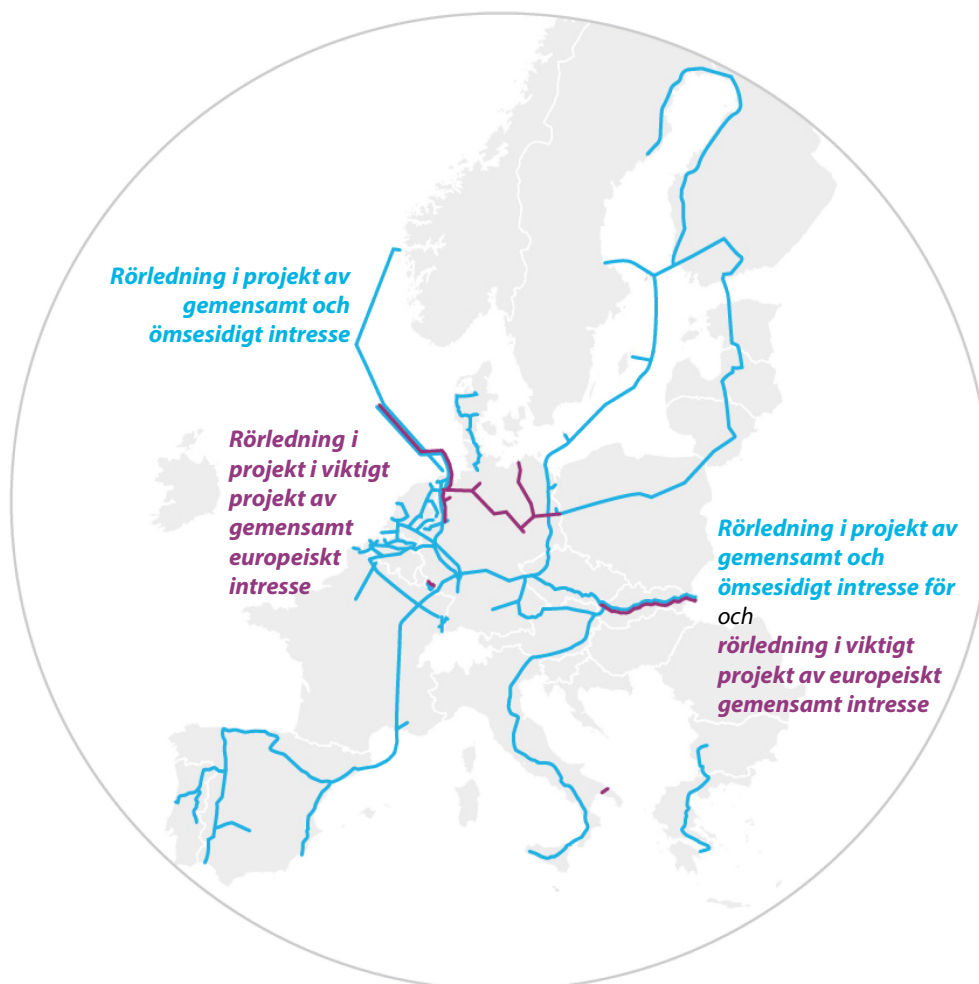 Rörledning i projekt av
gemensamt och
ömsesidigt intresse
Rörledning i
projekt i viktigt
projekt av
gemensamt
europeiskt
intresse
Rörledning i projekt av
gemensamt och
ömsesidigt intresse för
och
rörledning i viktigt
projekt av europeiskt
gemensamt intresse